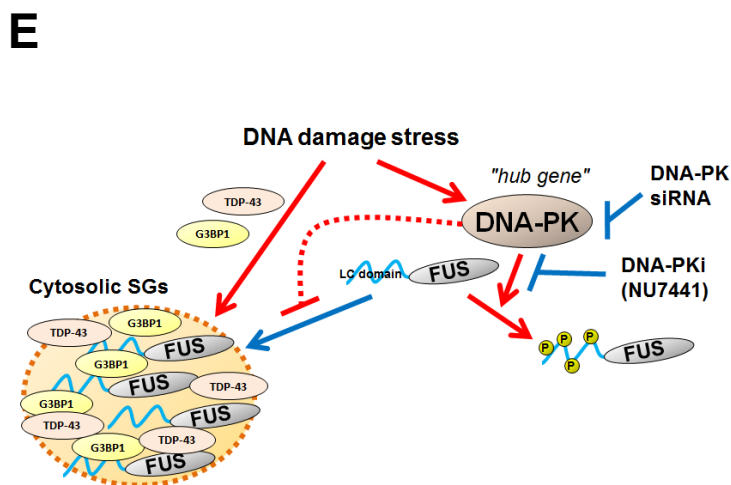 E
DNA damage stress
"hub gene"
DNA-PK
siRNA
TDP-43
G3BP1
DNA-PK
LC domain
FUS
DNA-PKi
(NU7441)
Cytosolic SGs
TDP-43
G3BP1
FUS
G3BP1
FUS
TDP-43
G3BP1
TDP-43
FUS
G3BP1
TDP-43
FUS
P
P
P
P
FUS